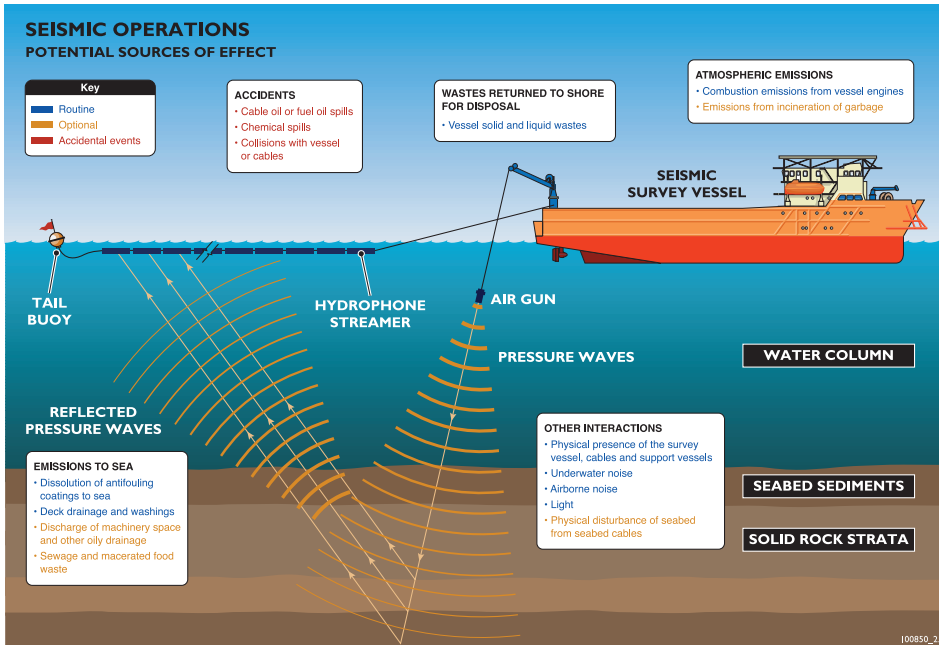 SEISMIC OPERATIONS
POTENTIAL SOURCES OF EFFECT
Key
Routine
Optional
Accidental events
ACCIDENTS
• Cable oil or fuel oil spills
• Chemical spills
• Collisions with vessel
or cables
WASTES RETURNED TO SHORE
FOR DISPOSAL
• Vessel solid and liquid wastes
ATMOSPHERIC EMISSIONS
• Combustion emissions from vessel engines
• Emissions from incineration of garbage
SEISMIC
SURVEY VESSEL
TAIL
BUOY
HYDROPHONE
STREAMER
AIR GUN
PRESSURE WAVES
WATER COLUMN
REFLECTED
PRESSURE WAVES
EMISSIONS TO SEA
• Dissolution of antifouling
coatings to sea
• Deck drainage and washings
• Discharge of machinery space
and other oily drainage
• Sewage and macerated food
waste
OTHER INTERACTIONS
• Physical presence of the survey
vessel, cables and support vessels
• Underwater noise
• Airborne noise
• Light
• Physical disturbance of seabed
from seabed cables
SEABED SEDIMENTS
SOLID ROCK STRATA
J00850_2